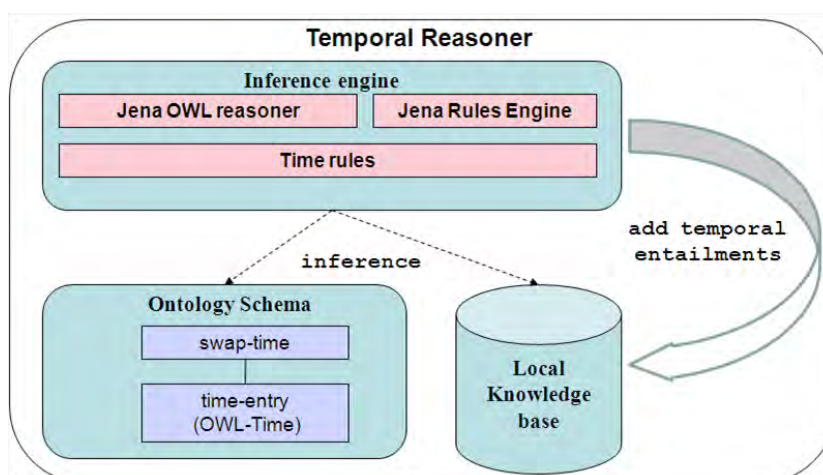 Temporal Reasoner
Inference engine
Jena OWL reasoner
Jena Rules Engine
Time rules
add temporal
entailments
inference
Ontology Schema
swap-time
time-entry
(OWL-Time)
Local
Knowledge
base